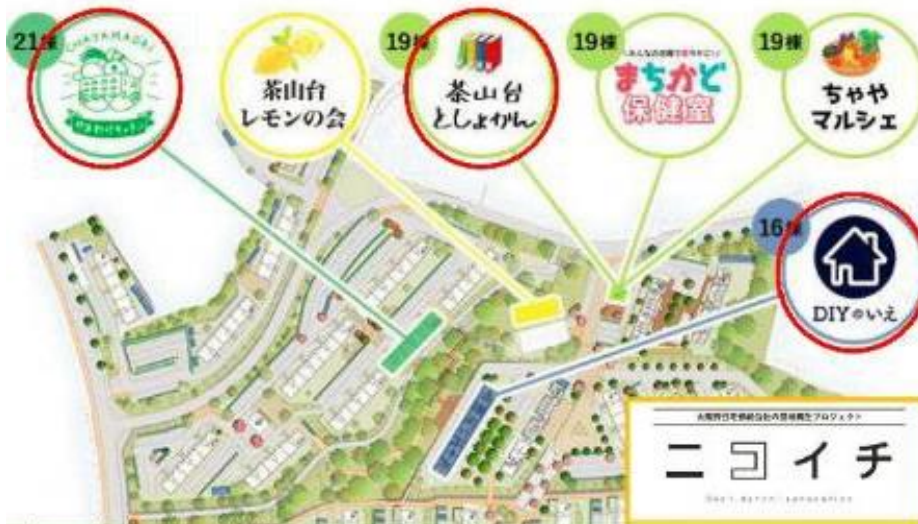 21棟
CHAYAMADAI
茶山台
レモンの会
19棟
茶山台
としょかん
19棟
まちかど
保健室
19棟
ちゃや
マルシェ
16棟
DIYのいえ
ニコイチ